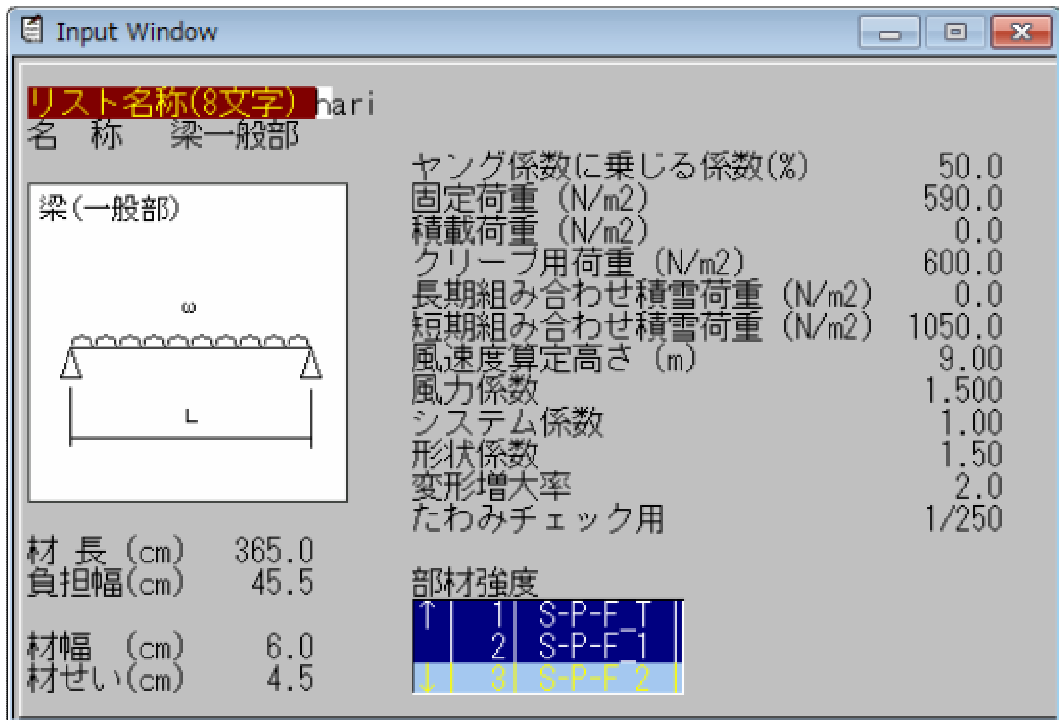 Input Window
リスト名称(8文字) hari
名 称 梁一般部
梁(一般部)
ω
L
材 長 (cm) 365.0
負担幅(cm) 45.5
材幅 (cm) 6.0
材せい(cm) 4.5
ヤング係数に乗じる係数(%) 50.0
固定荷重 (N/m2) 590.0
積載荷重 (N/m2) 0.0
クリープ用荷重 (N/m2) 600.0
長期組み合わせ積雪荷重 (N/m2) 0.0
短期組み合わせ積雪荷重 (N/m2) 1050.0
風速度算定高さ (m) 9.00
風力係数 1.500
システム係数 1.00
形状係数 1.50
変形増大率 2.0
たわみチェック用 1/250
部材強度
↑ 1 S-P-F_T
2 S-P-F_1
↓ 3 S-P-F_2